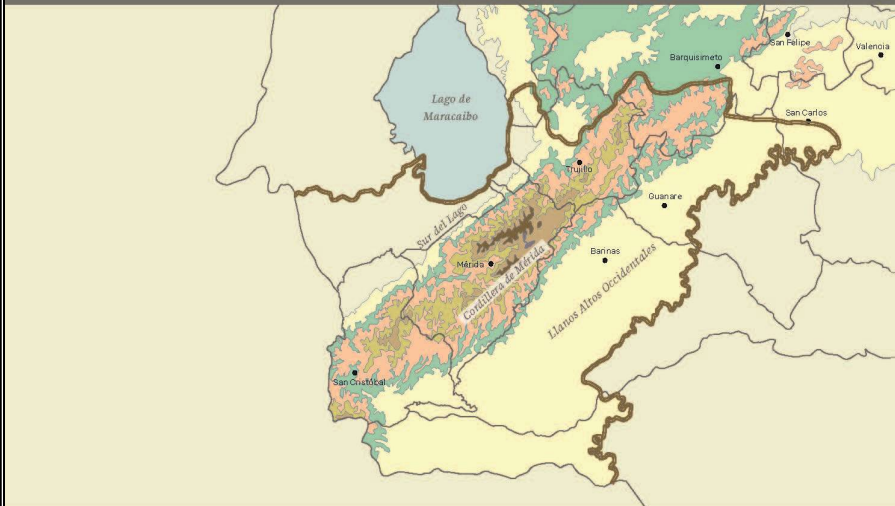 San Felipe
Valencia
Barquisimeto
Lago de
Maracaibo
San Carlos
Trujillo
Guanare
Sur del Lago
Barinas
Mérida
Cordillera de Mérida
Llanos Altos Occidentales
San Cristóbal